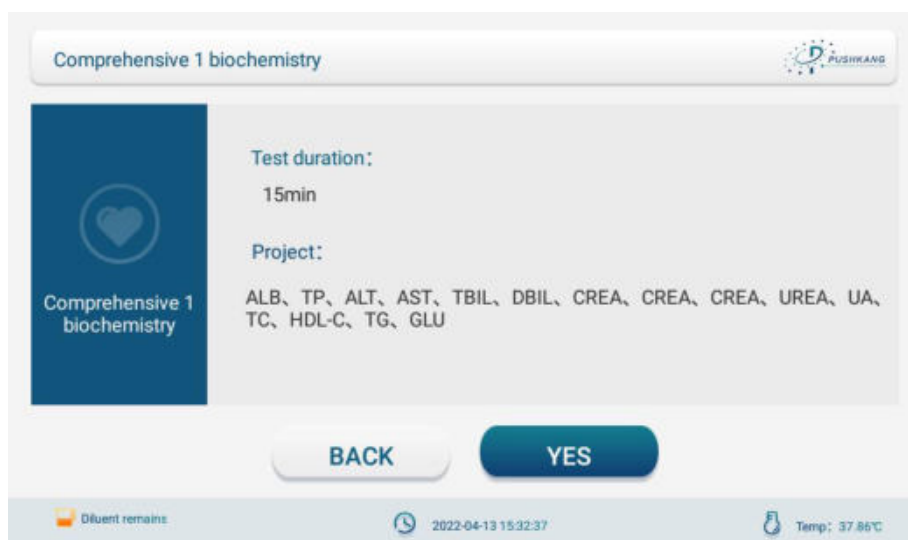 Comprehensive 1 biochemistry
PUSHKANG
Test duration：
15min
Project：
ALB、TP、ALT、AST、TBIL、DBIL、CREA、CREA、CREA、UREA、UA、
TC、HDL-C、TG、GLU
Comprehensive 1
biochemistry
BACK
YES
Diluent remains
2022-04-13 15:32:37
Temp：37.86℃